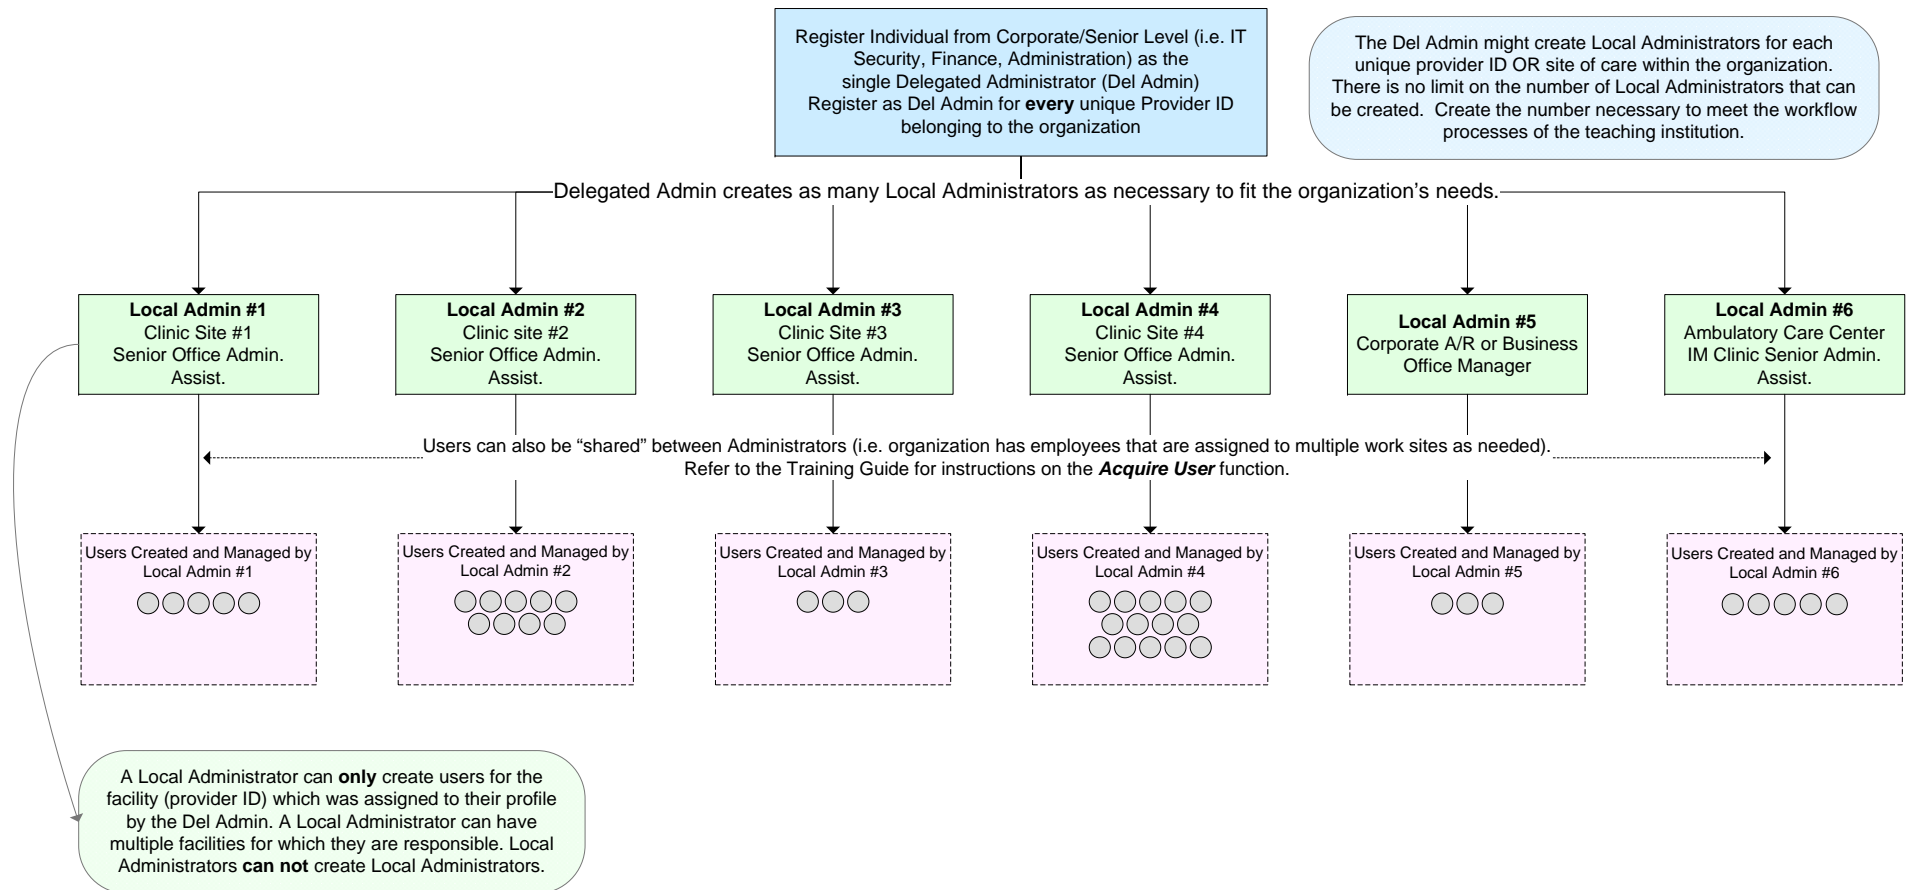 Register Individual from Corporate/Senior Level (i.e. IT
Security, Finance, Administration) as the
single Delegated Administrator (Del Admin)
Register as Del Admin for every unique Provider ID
belonging to the organization
The Del Admin might create Local Administrators for each
unique provider ID OR site of care within the organization.
There is no limit on the number of Local Administrators that can
be created.  Create the number necessary to meet the workflow
processes of the teaching institution.
Delegated Admin creates as many Local Administrators as necessary to fit the organization’s needs.
Local Admin #1
Clinic Site #1
Senior Office Admin.
Assist.
Local Admin #2
Clinic site #2
Senior Office Admin.
Assist.
Local Admin #3
Clinic Site #3
Senior Office Admin.
Assist.
Local Admin #4
Clinic Site #4
Senior Office Admin.
Assist.
Local Admin #5
Corporate A/R or Business
Office Manager
Local Admin #6
Ambulatory Care Center
IM Clinic Senior Admin.
Assist.
Users can also be “shared” between Administrators (i.e. organization has employees that are assigned to multiple work sites as needed).
Refer to the Training Guide for instructions on the Acquire User function.
Users Created and Managed by
Local Admin #1
Users Created and Managed by
Local Admin #2
Users Created and Managed by
Local Admin #3
Users Created and Managed by
Local Admin #4
Users Created and Managed by
Local Admin #5
Users Created and Managed by
Local Admin #6
A Local Administrator can only create users for the
facility (provider ID) which was assigned to their profile
by the Del Admin. A Local Administrator can have
multiple facilities for which they are responsible. Local
Administrators can not create Local Administrators.